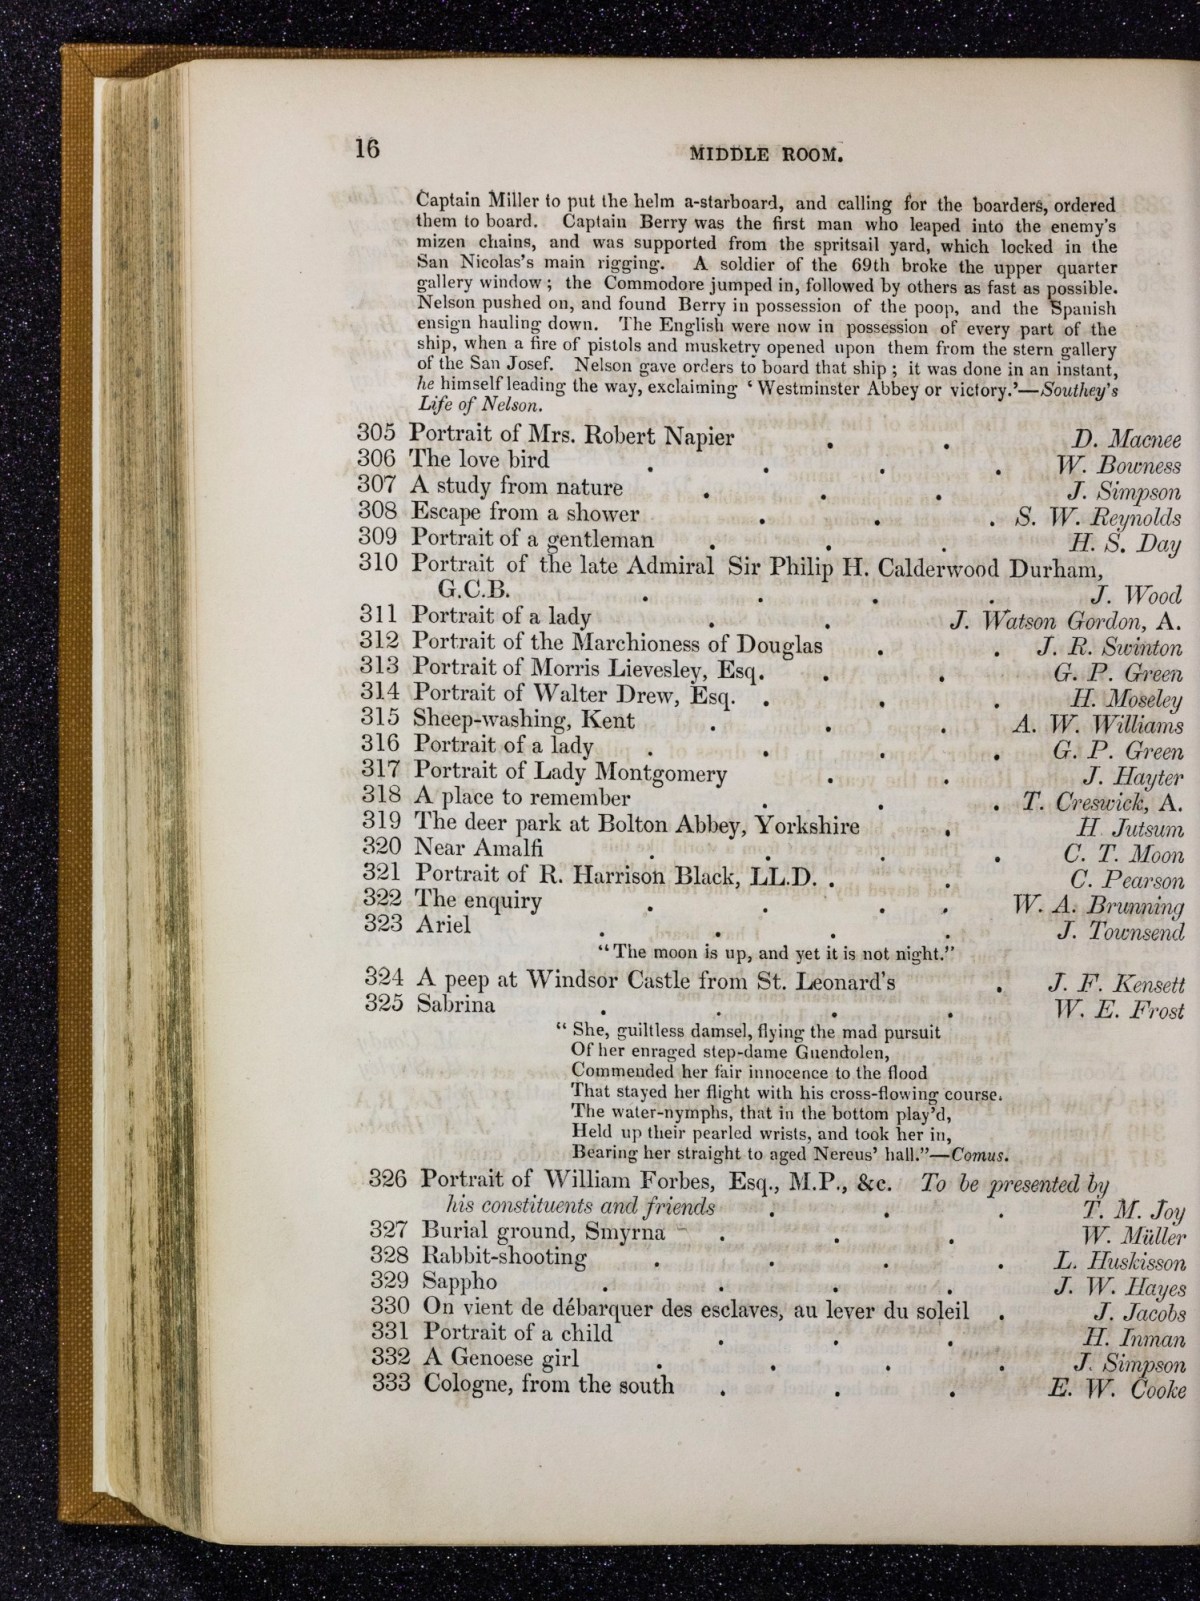 16
MIDDLE ROOM.
Captain Miller to put the helm a-starboard, and calling for the boarders, ordered
them to board. Captain Berry was the first man who leaped into the enemy's
mizen chains, and was supported from the spritsail yard, which locked in the
San Nicolas's main rigging. A soldier of the 69th broke the upper quarter
gallery window; the Commodore jumped in, followed by others as fast as possible.
Nelson pushed on, and found Berry in possession of the poop, and the Spanish
ensign hauling down. The English were now in possession of every part of the
ship, when a fire of pistols and musketry opened upon them from the stern gallery
of the San Josef. Nelson gave orders to board that ship; it was done in an instant,
he himself leading the way, exclaiming ‘Westminster Abbey or victory.’—Southey's
Life of Nelson.
305 Portrait of Mrs. Robert Napier . . D. Macnee
306 The love bird . . . . W. Bowness
307 A study from nature . . . J. Simpson
308 Escape from a shower . . . S. W. Reynolds
309 Portrait of a gentleman . . . H. S. Day
310 Portrait of the late Admiral Sir Philip H. Calderwood Durham,
G.C.B. . . . . J. Wood
311 Portrait of a lady . . J. Watson Gordon, A.
312 Portrait of the Marchioness of Douglas . . J. R. Swinton
313 Portrait of Morris Lievesley, Esq. . . G. P. Green
314 Portrait of Walter Drew, Esq. . . . H. Moseley
315 Sheep-washing, Kent . . . A. W. Williams
316 Portrait of a lady . . . . G. P. Green
317 Portrait of Lady Montgomery . . J. Hayter
318 A place to remember . . . T. Creswick, A.
319 The deer park at Bolton Abbey, Yorkshire . H. Jutsum
320 Near Amalfi . . . . C. T. Moon
321 Portrait of R. Harrison Black, LL.D. . . C. Pearson
322 The enquiry . . . . W. A. Brunning
323 Ariel . . . . J. Townsend
“The moon is up, and yet it is not night.”
324 A peep at Windsor Castle from St. Leonard's . J. F. Kensett
325 Sabrina . . . . W. E. Frost
“ She, guiltless damsel, flying the mad pursuit
Of her enraged step-dame Guendolen,
Commended her fair innocence to the flood
That stayed her flight with his cross-flowing course.
The water-nymphs, that in the bottom play'd,
Held up their pearled wrists, and took her in,
Bearing her straight to aged Nereus' hall.”—Comus.
326 Portrait of William Forbes, Esq., M.P., &c. To be presented by
his constituents and friends . . . T. M. Joy
327 Burial ground, Smyrna . . . W. Müller
328 Rabbit-shooting . . . . L. Huskisson
329 Sappho . . . . J. W. Hayes
330 On vient de débarquer des esclaves, au lever du soleil . J. Jacobs
331 Portrait of a child . . . H. Inman
332 A Genoese girl . . . . J. Simpson
333 Cologne, from the south . . . E. W. Cooke